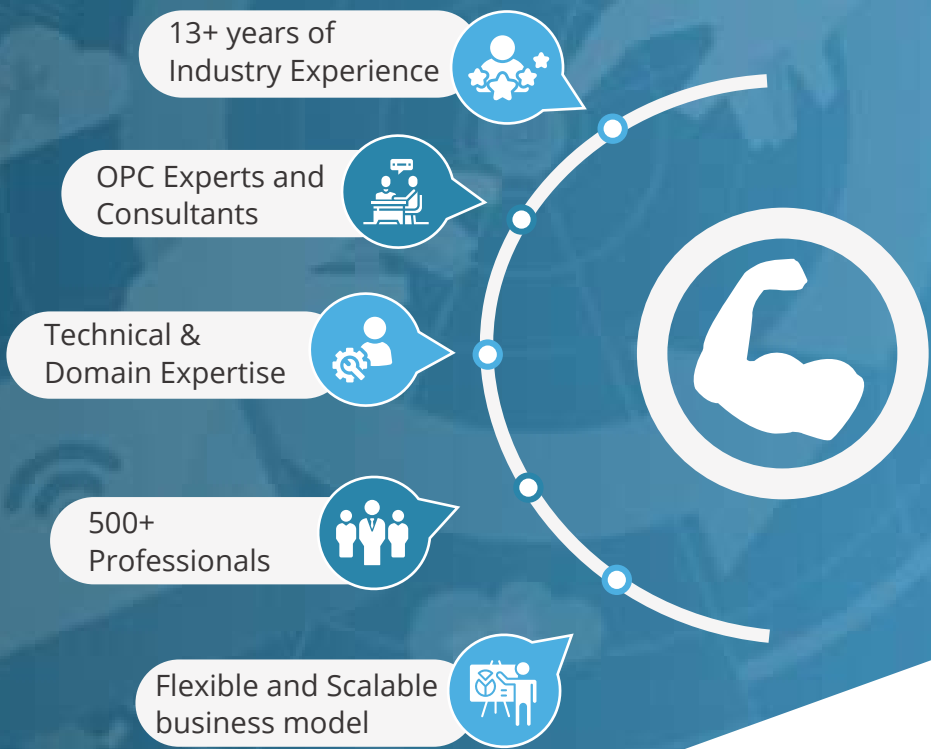 13+ years of
Industry Experience
OPC Experts and
Consultants
Technical &
Domain Expertise
500+
Professionals
Flexible and Scalable
business model